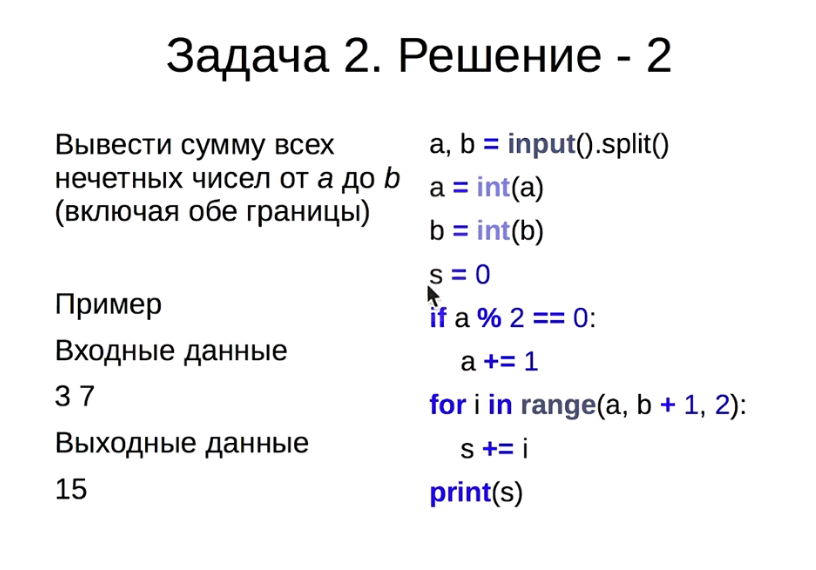 Задача 2. Решение - 2
Вывести сумму всех
нечетных чисел от a до b
(включая обе границы)
Пример
Входные данные
3 7
Выходные данные
15
a, b = input().split()
a = int(a)
b = int(b)
s = 0
if a % 2 == 0:
    a += 1
for i in range(a, b + 1, 2):
    s += i
print(s)